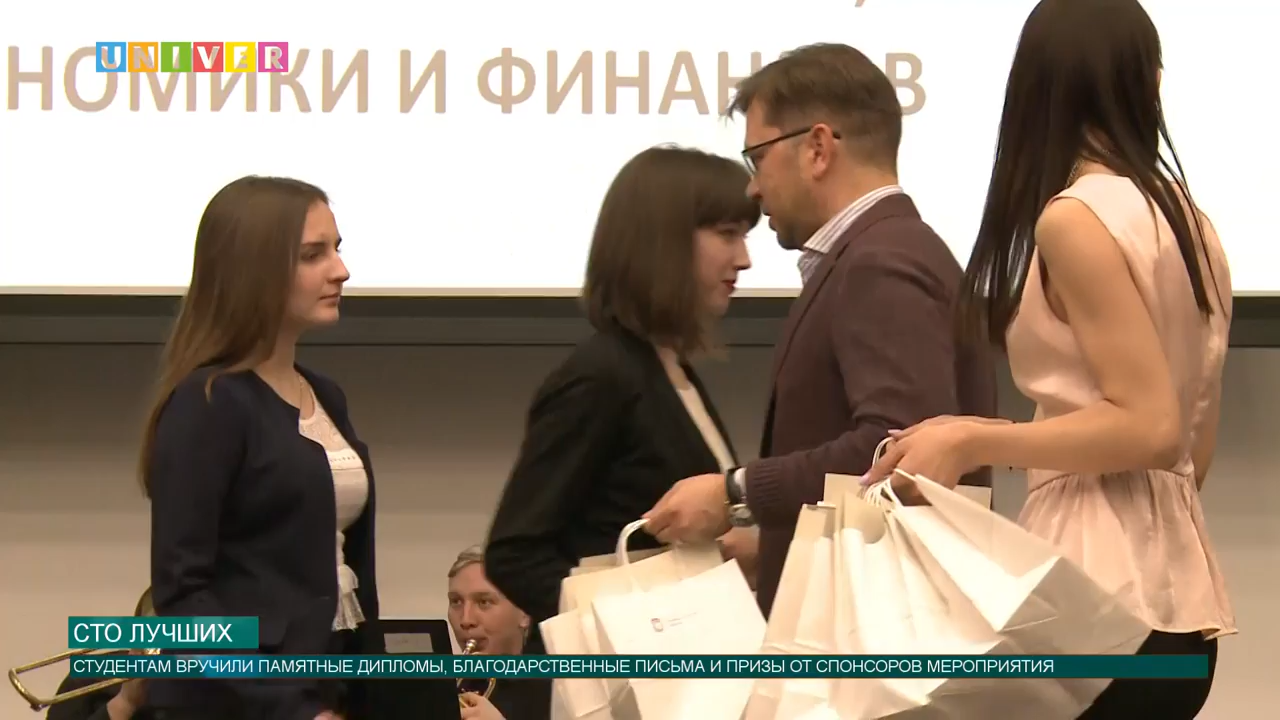 UNIVER
НОМИКИ И ФИНАН В
СТО ЛУЧШИХ
СТУДЕНТАМ ВРУЧИЛИ ПАМЯТНЫЕ ДИПЛОМЫ, БЛАГОДАРСТВЕННЫЕ ПИСЬМА И ПРИЗЫ ОТ СПОНСОРОВ МЕРОПРИЯТИЯ